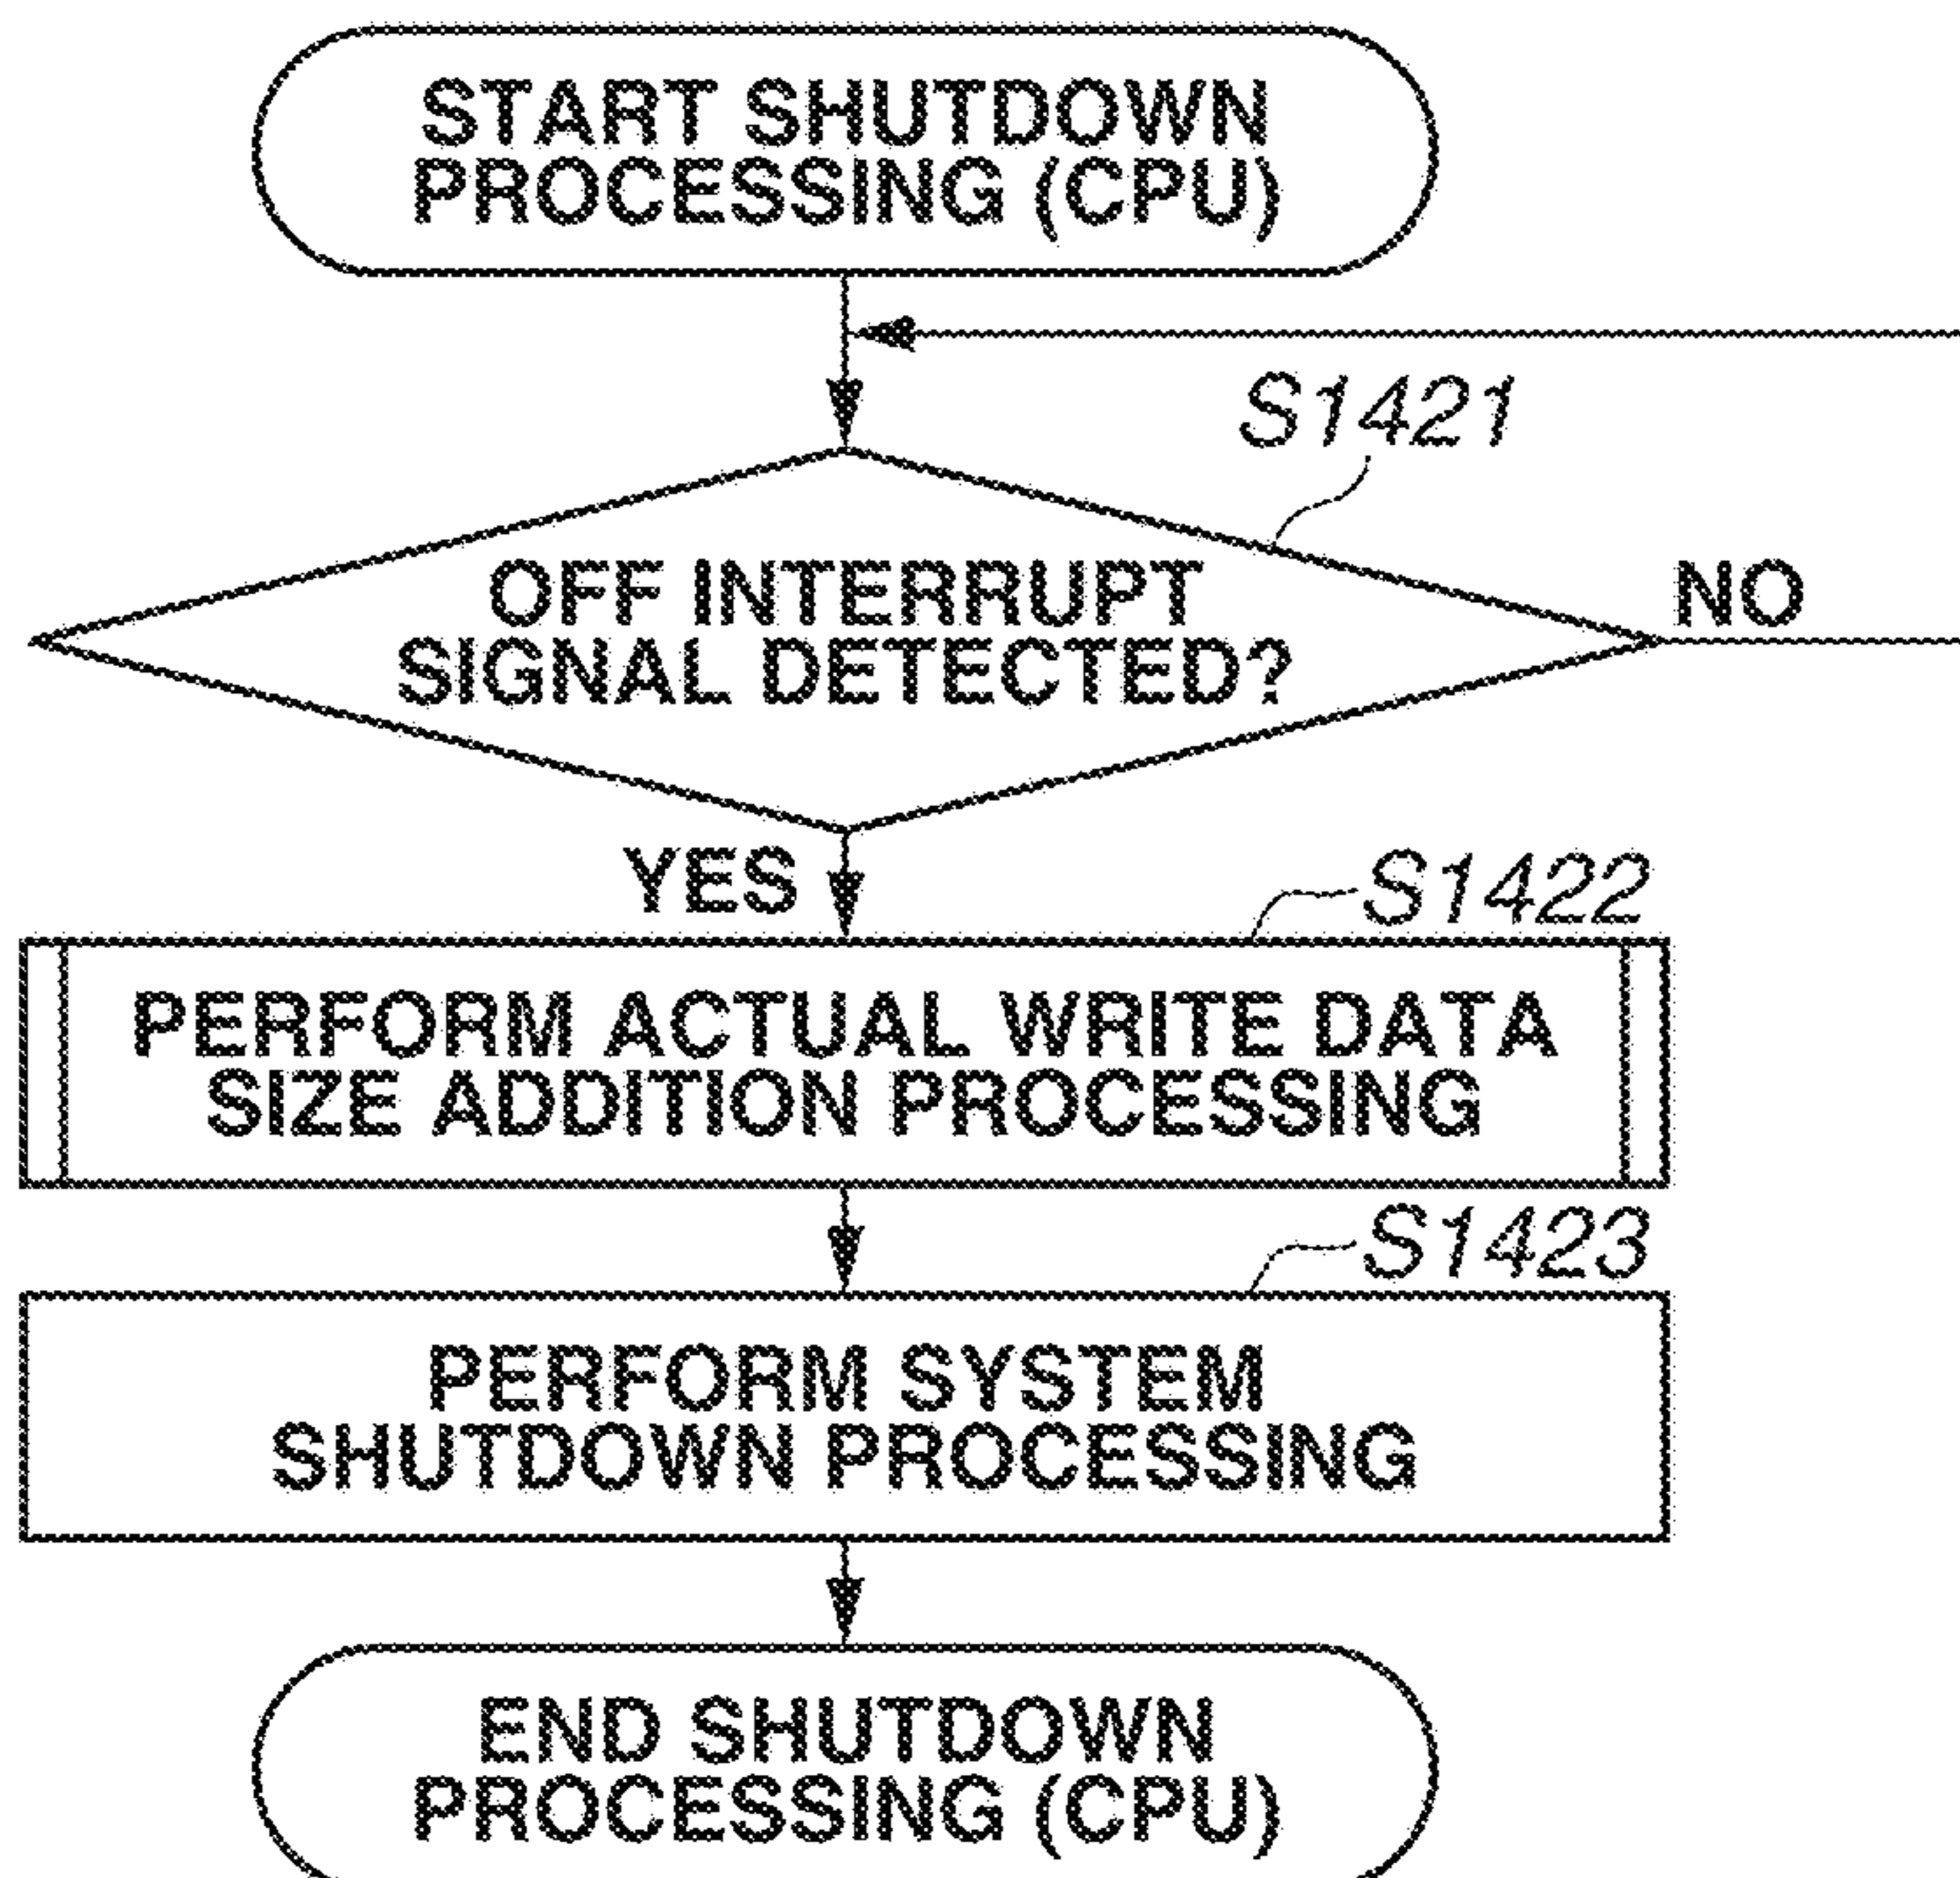 START SHUTDOWN
PROCESSING (CPU)
S1421
OFF INTERRUPT
SIGNAL DETECTED?
NO
YES
S1422
PERFORM ACTUAL WRITE DATA
SIZE ADDITION PROCESSING
S1423
PERFORM SYSTEM
SHUTDOWN PROCESSING
END SHUTDOWN
PROCESSING (CPU)